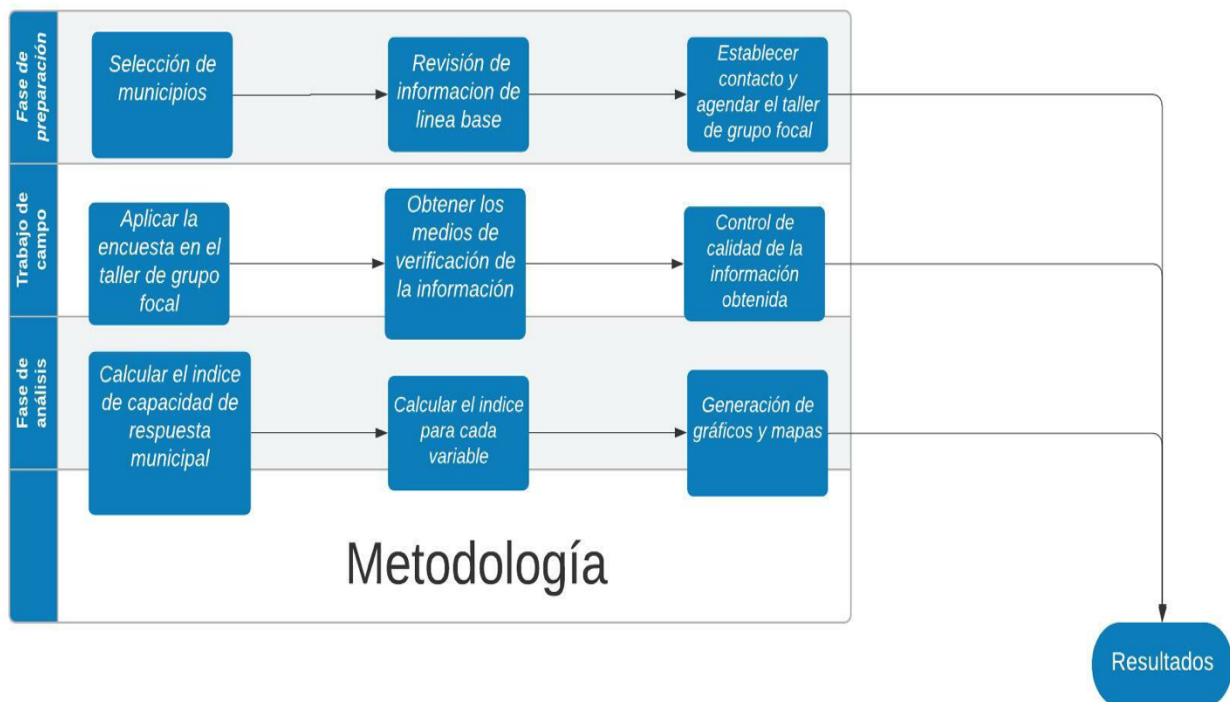 Fase de
preparación
Selección de
municipios
Revisión de
informacion de
linea base
Establecer
contacto y
agendar el taller
de grupo focal
Trabajo de
campo
Aplicar la
encuesta en el
taller de grupo
focal
Obtener los
medios de
verificación de
la información
Control de
calidad de la
información
obtenida
Fase de
análisis
Calcular el indice
de capacidad de
respuesta
municipal
Calcular el indice
para cada
variable
Generación de
gráficos y mapas
Metodología
Resultados